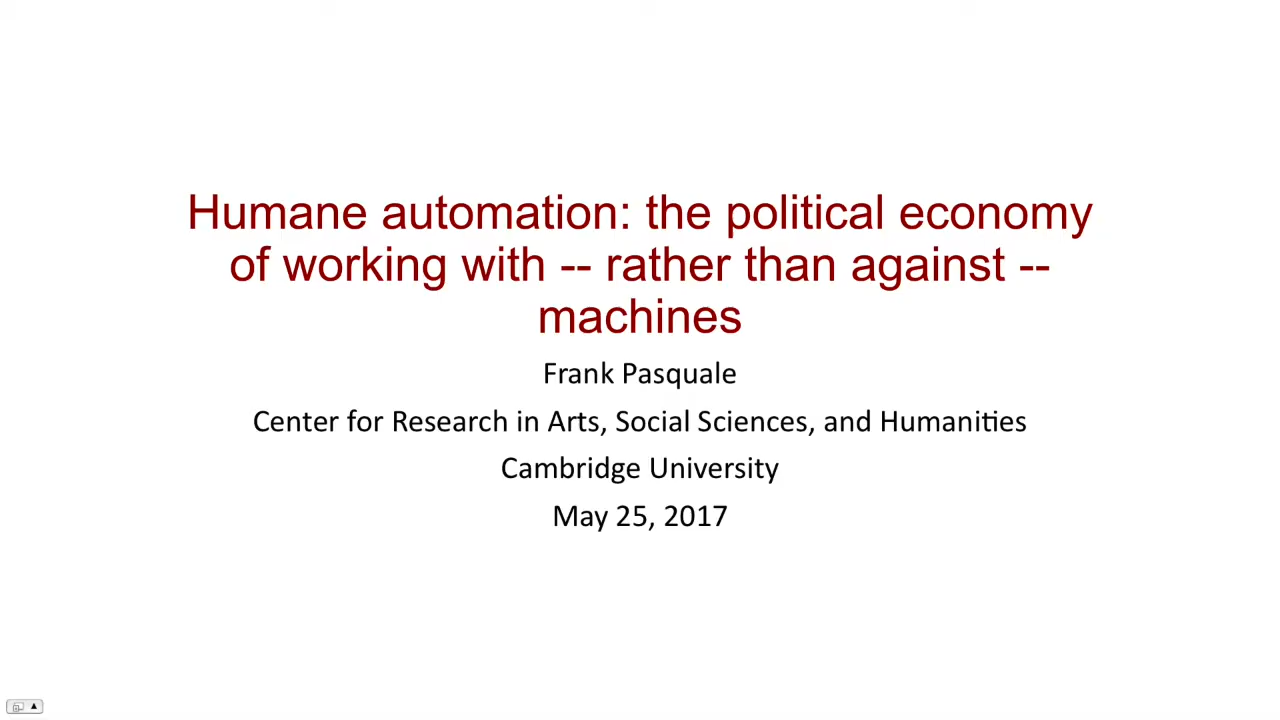 Humane automation: the political economy
of working with -- rather than against --
machines
Frank Pasquale
Center for Research in Arts, Social Sciences, and Humanities
Cambridge University
May 25, 2017